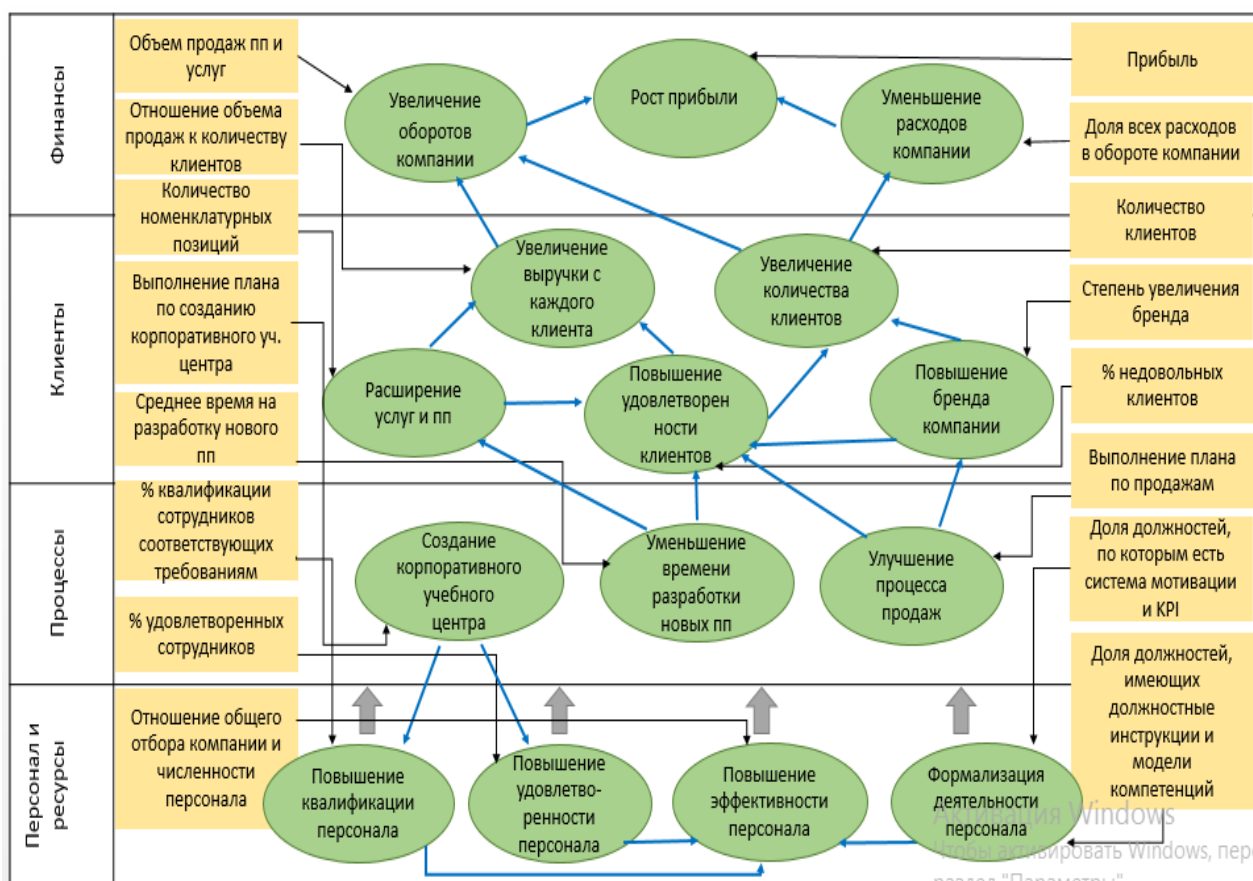 Финансы
Объем продаж пп и
услуг
Отношение объема
продаж к количеству
клиентов
Количество
номенклатурных
позиций
Увеличение
оборотов
компании
Рост прибыли
Уменьшение
расходов
компании
Прибыль
Доля всех расходов
в обороте компании
Количество
клиентов
Клиенты
Выполнение плана
по созданию
корпоративного уч.
центра
Среднее время на
разработку нового
пп
Увеличение
выручки с
каждого
клиента
Увеличение
количества
клиентов
Расширение
услуг и пп
Повышение
удовлетворен
ности
клиентов
Повышение
бренда
компании
Степень увеличения
бренда
% недовольных
клиентов
Выполнение плана
по продажам
Процессы
% квалификации
сотрудников
соответствующих
требованиям
% удовлетворенных
сотрудников
Создание
корпоративного
учебного
центра
Уменьшение
времени
разработки
новых пп
Улучшение
процесса
продаж
Доля должностей,
по которым есть
система мотивации
и KPI
Доля должностей,
имеющих
должностные
инструкции и
модели
компетенций
Персонал и
ресурсы
Отношение общего
отбора компании и
численности
персонала
Повышение
квалификации
персонала
Повышение
удовлетво-
ренности
персонала
Повышение
эффективности
персонала
Формализация
деятельности
персонала
Активация Windows
Чтобы активировать Windows, пере
раздел "Параметры".